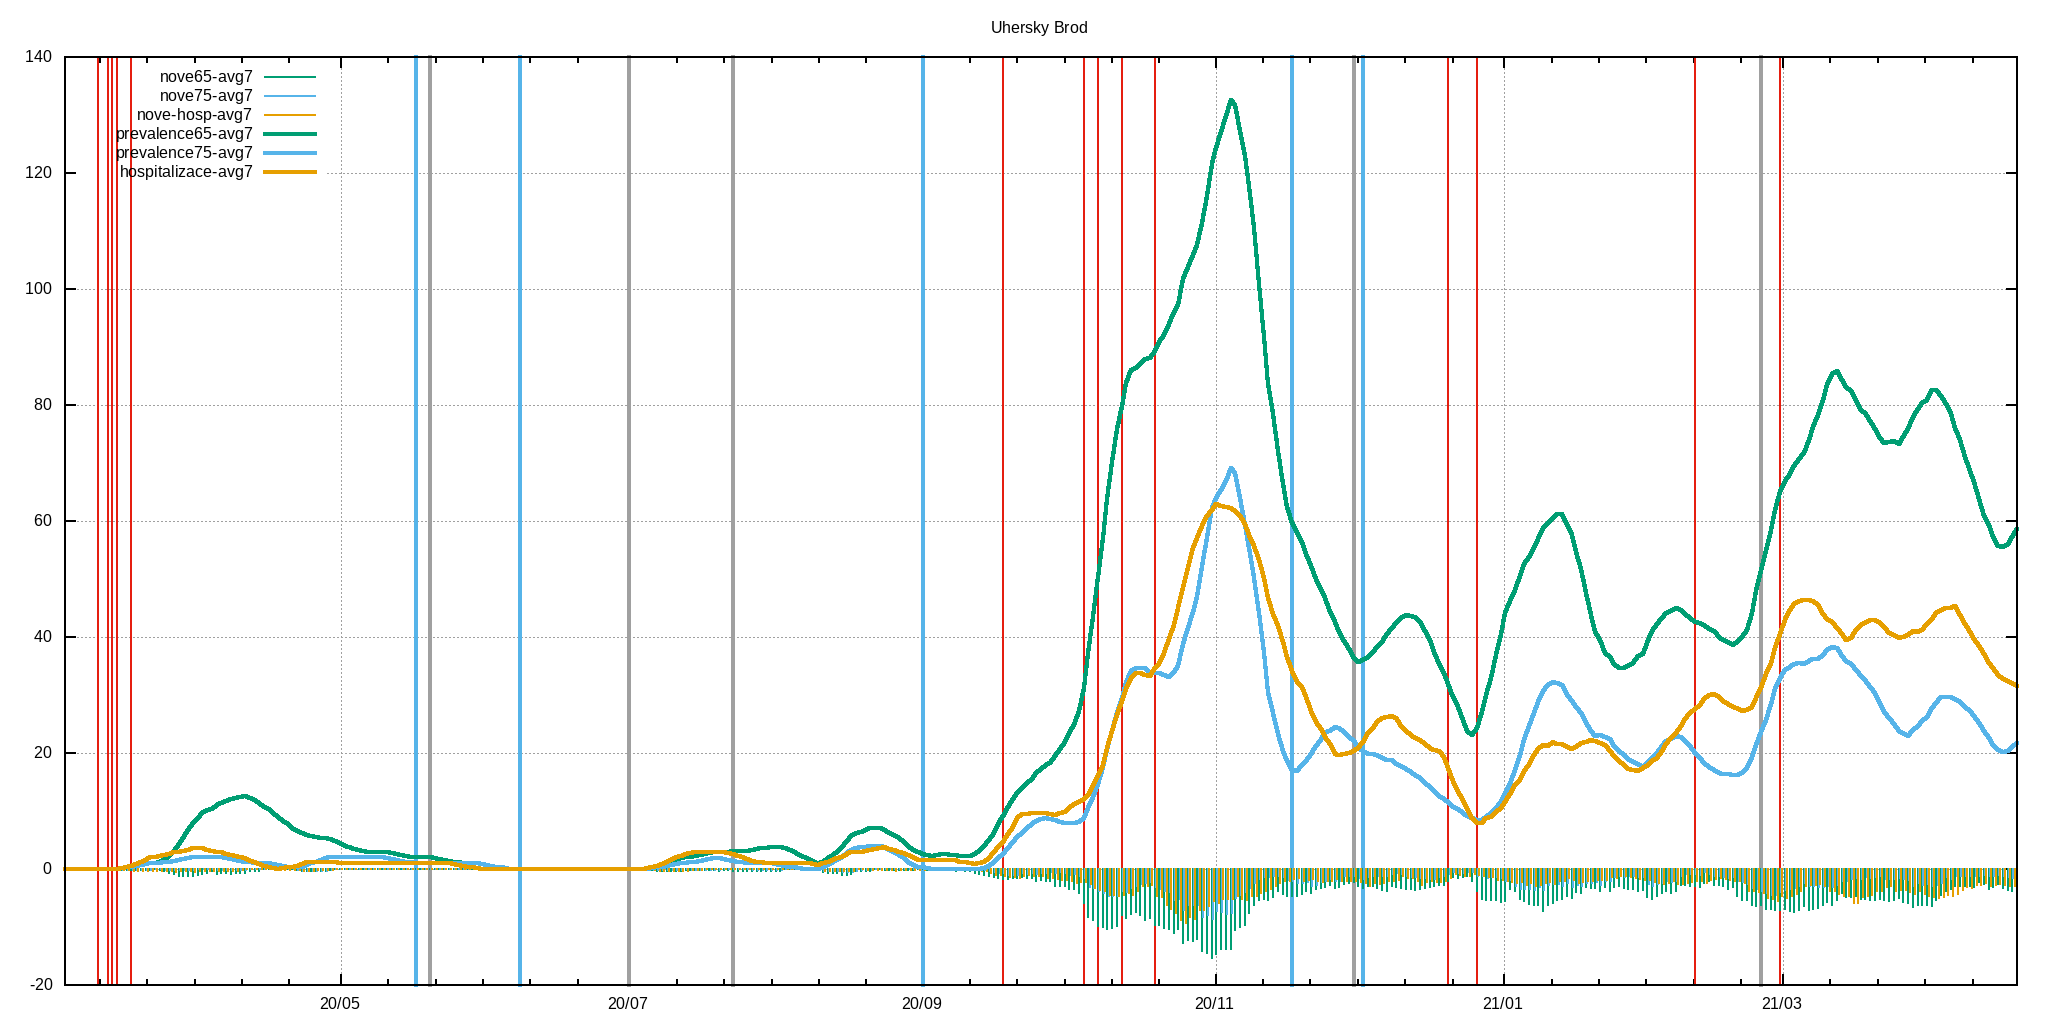 Uhersky Brod
140
120
100
80
60
40
20
0
-20
nove65-avg7
nove75-avg7
nove-hosp-avg7
prevalence65-avg7
prevalence75-avg7
hospitalizace-avg7
20/05 20/07 20/09 20/11 21/01 21/03